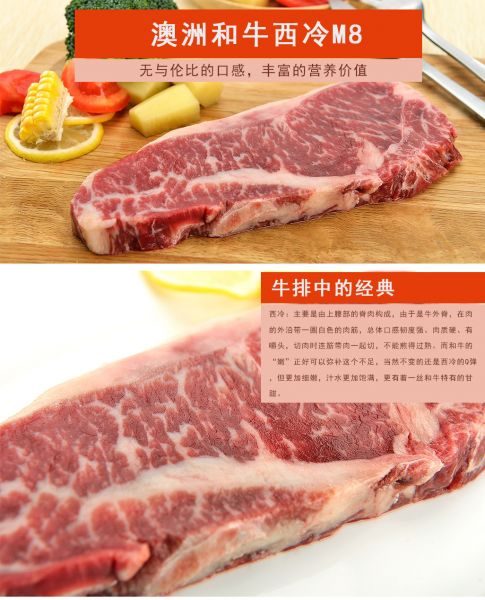 澳洲和牛西冷M8
无与伦比的口感，丰富的营养价值
牛排中的经典
西冷：主要是由上腰部的脊肉构成，由于是牛外脊，在肉
的外沿带一圈白色的肉筋，总体口感韧度强、肉质硬、有
嚼头，切肉时连筋带肉一起切，不能煎得过熟。而和牛的
“嫩”正好可以弥补这个不足，当然不变的还是西冷的Q弹
，但更加细嫩，汁水更加饱满，更有着一丝和牛特有的甘
甜。